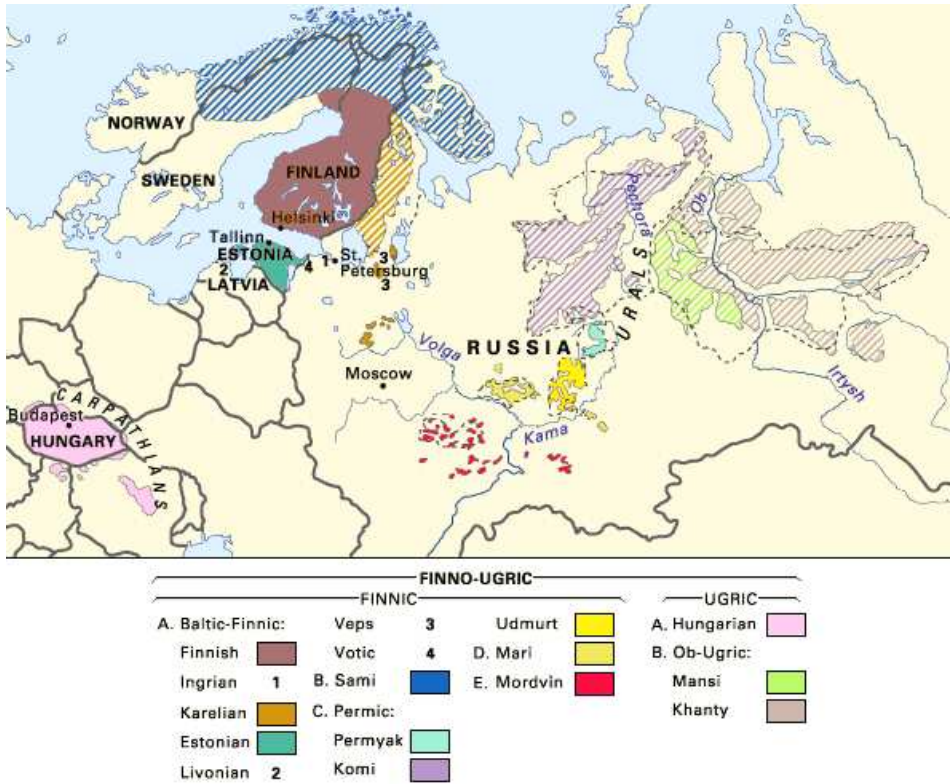 NORWAY
SWEDEN
FINLAND
Helsinki
Tallinn
ESTONIA
4 1 St. Petersburg 3
3
2
LATVIA
Pechora
Ob
URALS
RUSSIA
Volga
Moscow
Kama
Irtysh
CARPATHIANS
Budapest
HUNGARY
FINNO-UGRIC
FINNIC
UGRIC
A. Baltic-Finnic:
Finnish
Ingrian 1
Karelian
Estonian
Livonian 2
Veps 3
Votic 4
B. Sami
C. Permic:
Permyak
Komi
Udmurt
D. Mari
E. Mordvin
A. Hungarian
B. Ob-Ugric:
Mansi
Khanty